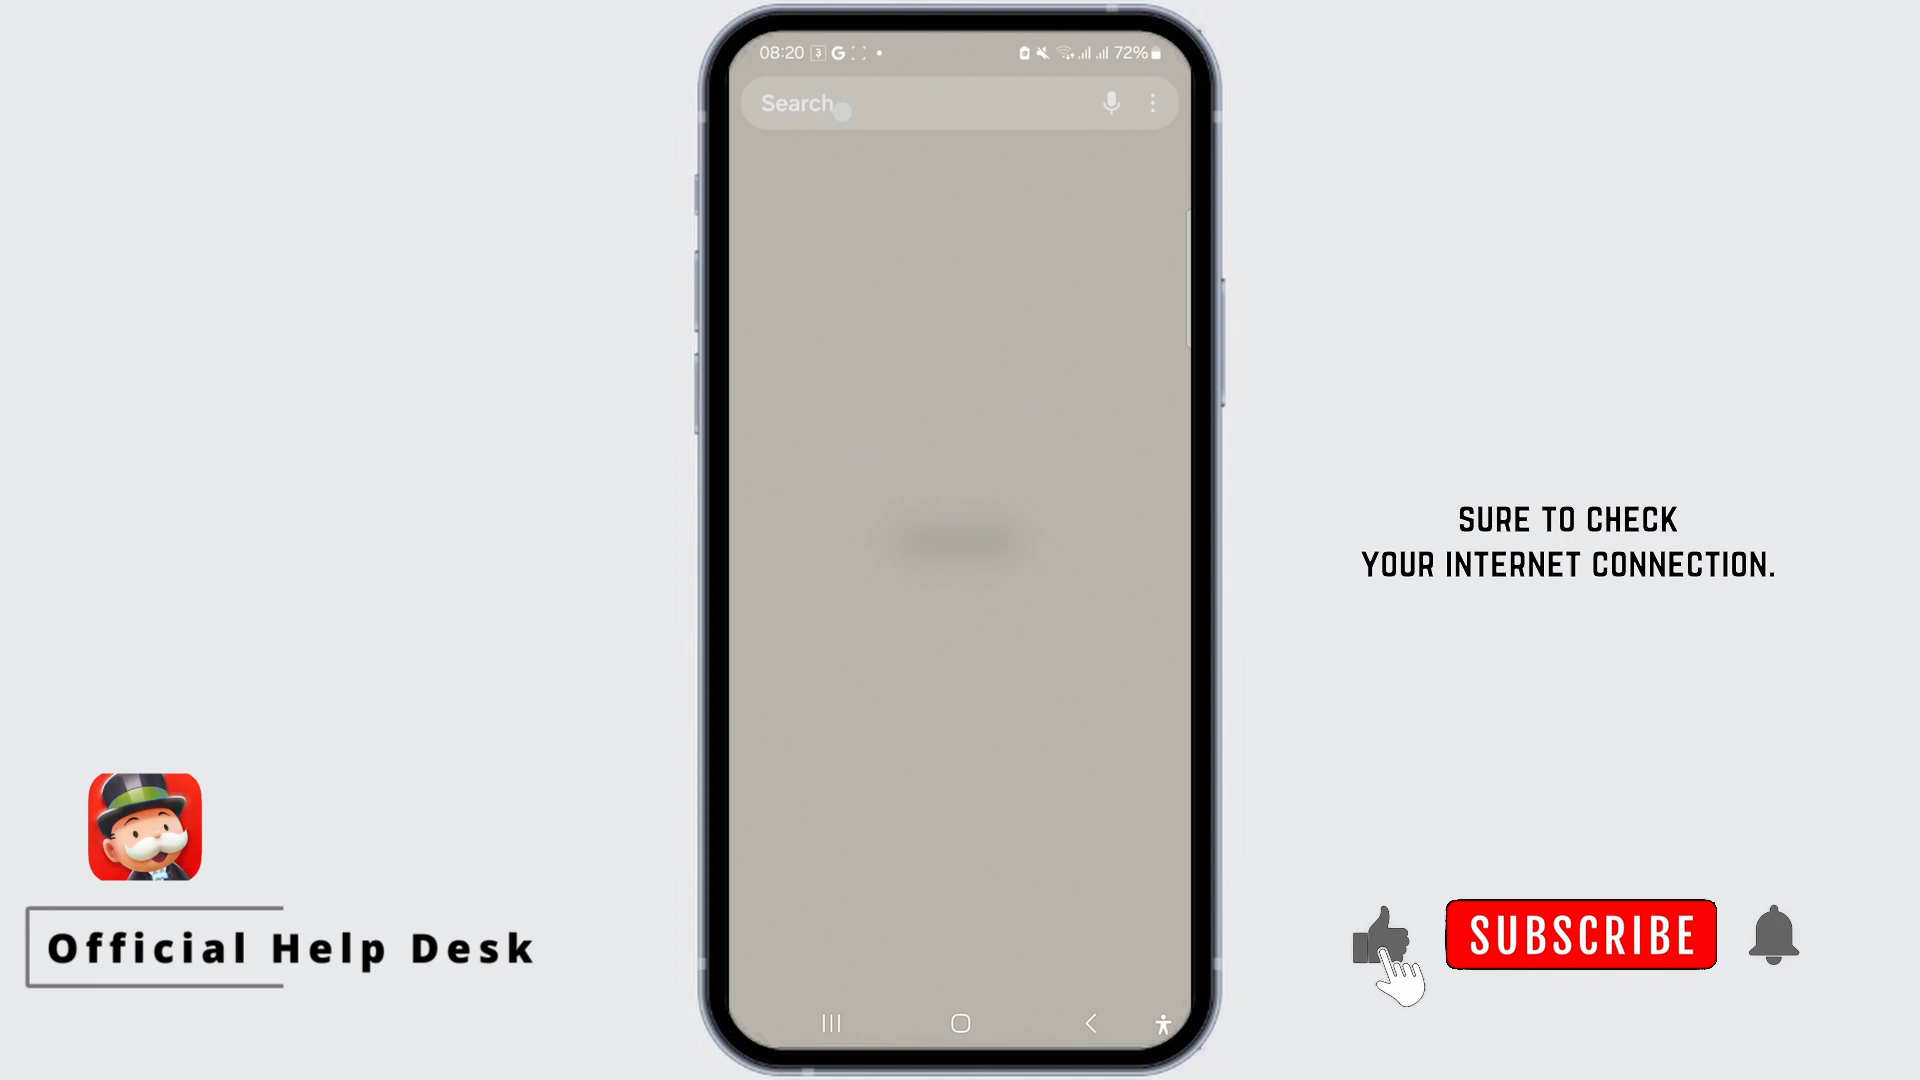 08:20
72%
Search
SURE TO CHECK
YOUR INTERNET CONNECTION.
Official Help Desk
SUBSCRIBE